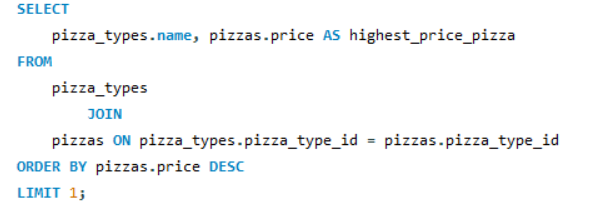 SELECT
pizza_types.name, pizzas.price AS highest_price_pizza
FROM
pizza_types
JOIN
pizzas ON pizza_types.pizza_type_id = pizzas.pizza_type_id
ORDER BY pizzas.price DESC
LIMIT 1;